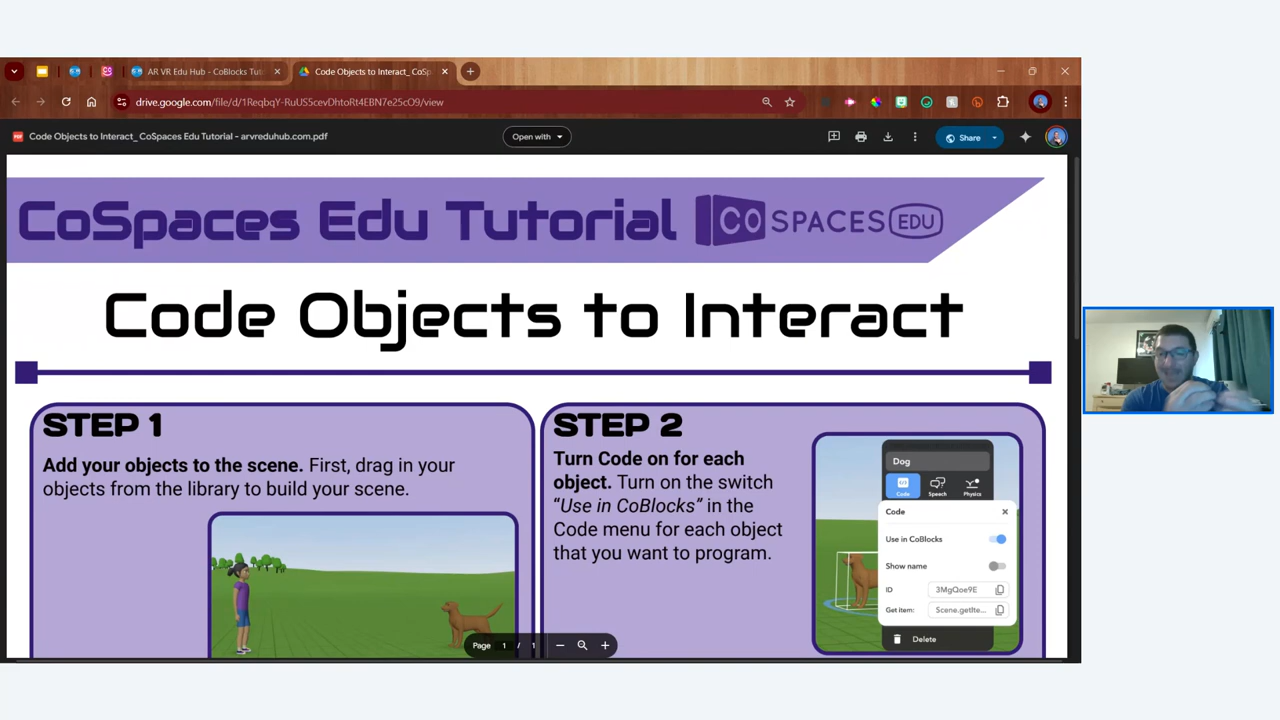 AR VR Edu Hub - CoBlocks Tut
Code Objects to Interact_ CoSp
drive.google.com/file/d/1ReqbqY-RuUS5cevDhtoRt4EBN7e25cO9/view
Code Objects to Interact_ CoSpaces Edu Tutorial - arvreduhub.com.pdf
Open with
Share
CoSpaces Edu Tutorial
CO SPACES EDU
Code Objects to Interact
STEP 1
Add your objects to the scene. First, drag in your
objects from the library to build your scene.
STEP 2
Turn Code on for each
object. Turn on the switch
“Use in CoBlocks” in the
Code menu for each object
that you want to program.
Dog
Code Speech Physics
Code
Use in CoBlocks
Show name
ID 3MgQoe9E
Get item: Scene.getIte...
Delete
Page 1 / 1